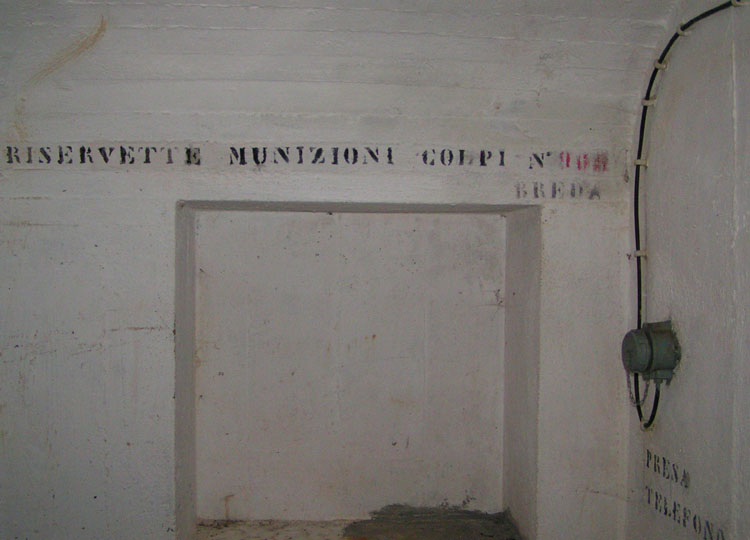 RISERVETTE MUNIZIONI COLPI N°
BREDA
PRESA
TELEFONO